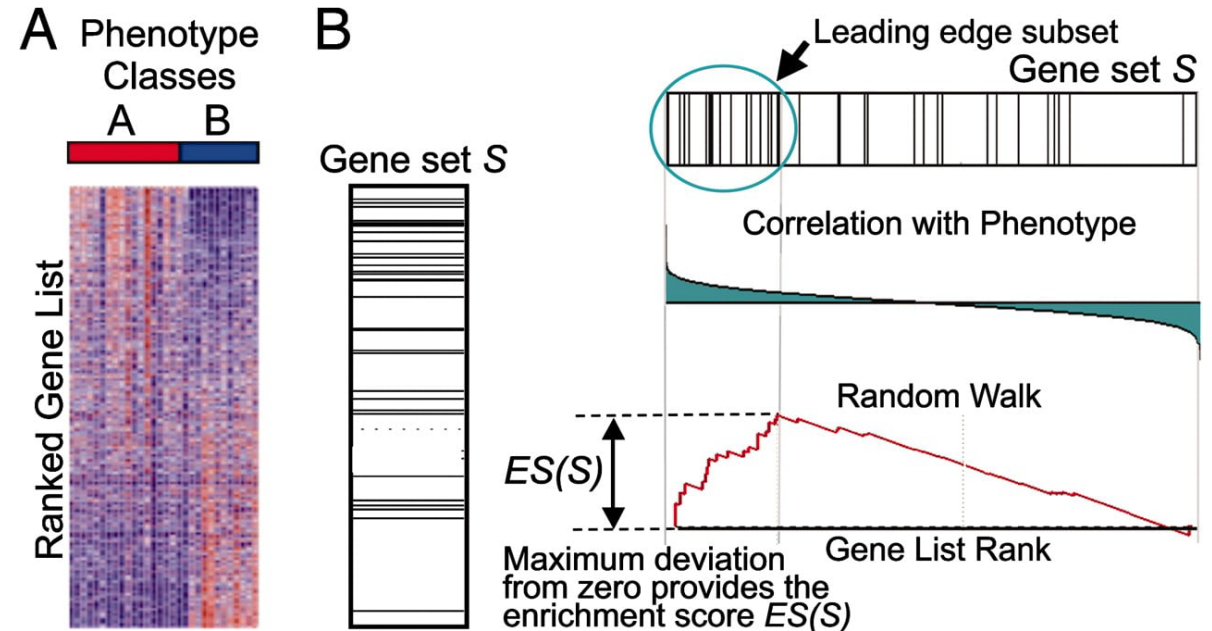 A
Phenotype
Classes
A B
Ranked Gene List
B
Gene set S
Leading edge subset
Gene set S
Correlation with Phenotype
Random Walk
ES(S)
Gene List Rank
Maximum deviation
from zero provides the
enrichment score ES(S)